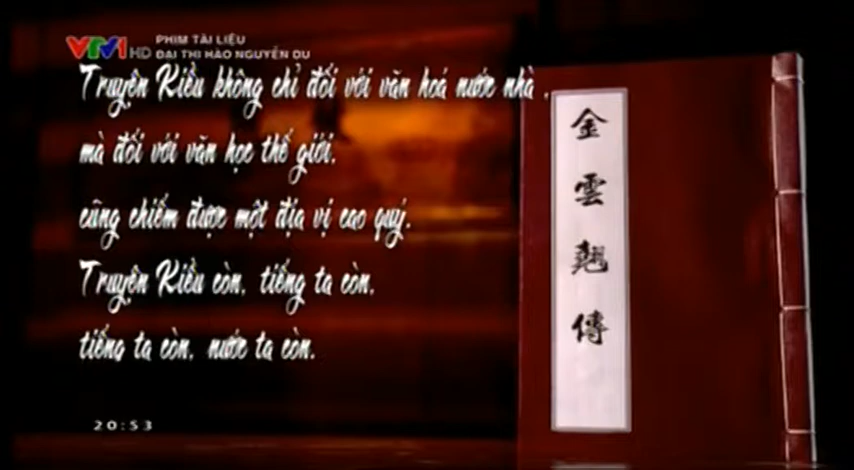 VTV1 HD
PHIM TÀI LIỆU
ĐẠI THI HÀO NGUYỄN DU
Truyện Kiều không chỉ đối với văn hoá nước nhà ,
mà đối với văn học thế giới,
cũng chiếm được một địa vị cao quý.
Truyện Kiều còn, tiếng ta còn,
tiếng ta còn, nước ta còn.
金雲翹傳
20:53